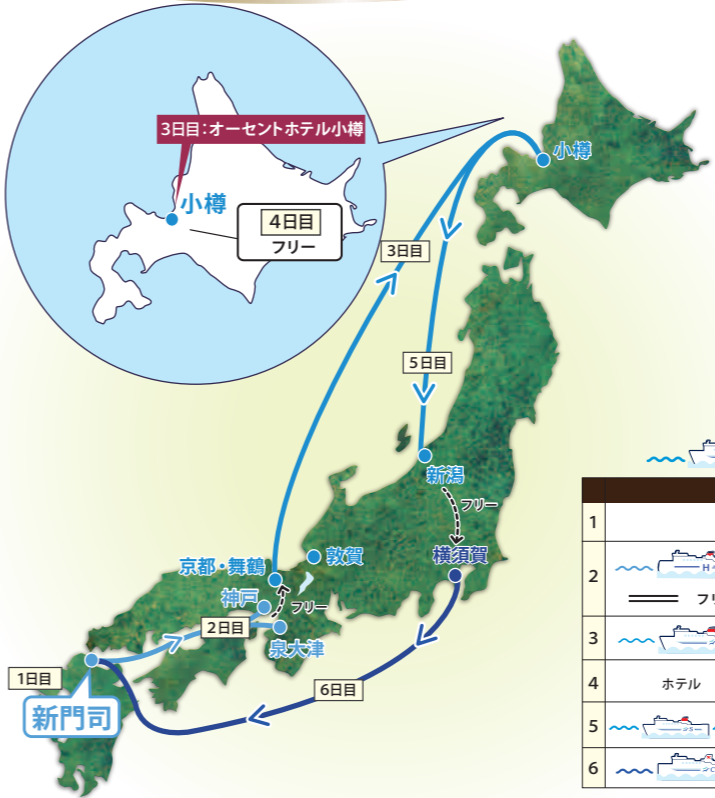 3日目：オーセントホテル小樽
小樽
4日目
フリー
小樽
3日目
5日目
新潟
フリー
横須賀
敦賀
京都・舞鶴
神戸
フリー
2日目
泉大津
1日目
新門司
6日目
1
2
H
フリ
3
4
ホテル
5
6